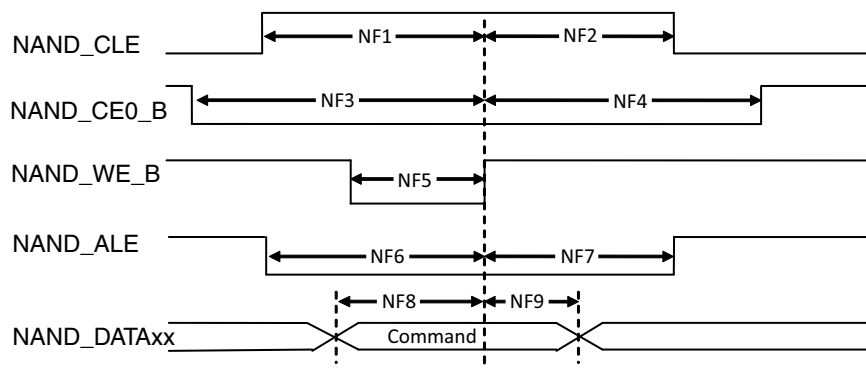 NAND_CLE NF1 NF2
NAND_CE0_B NF3 NF4
NAND_WE_B NF5
NAND_ALE NF6 NF7
NF8 NF9
NAND_DATAxx Command